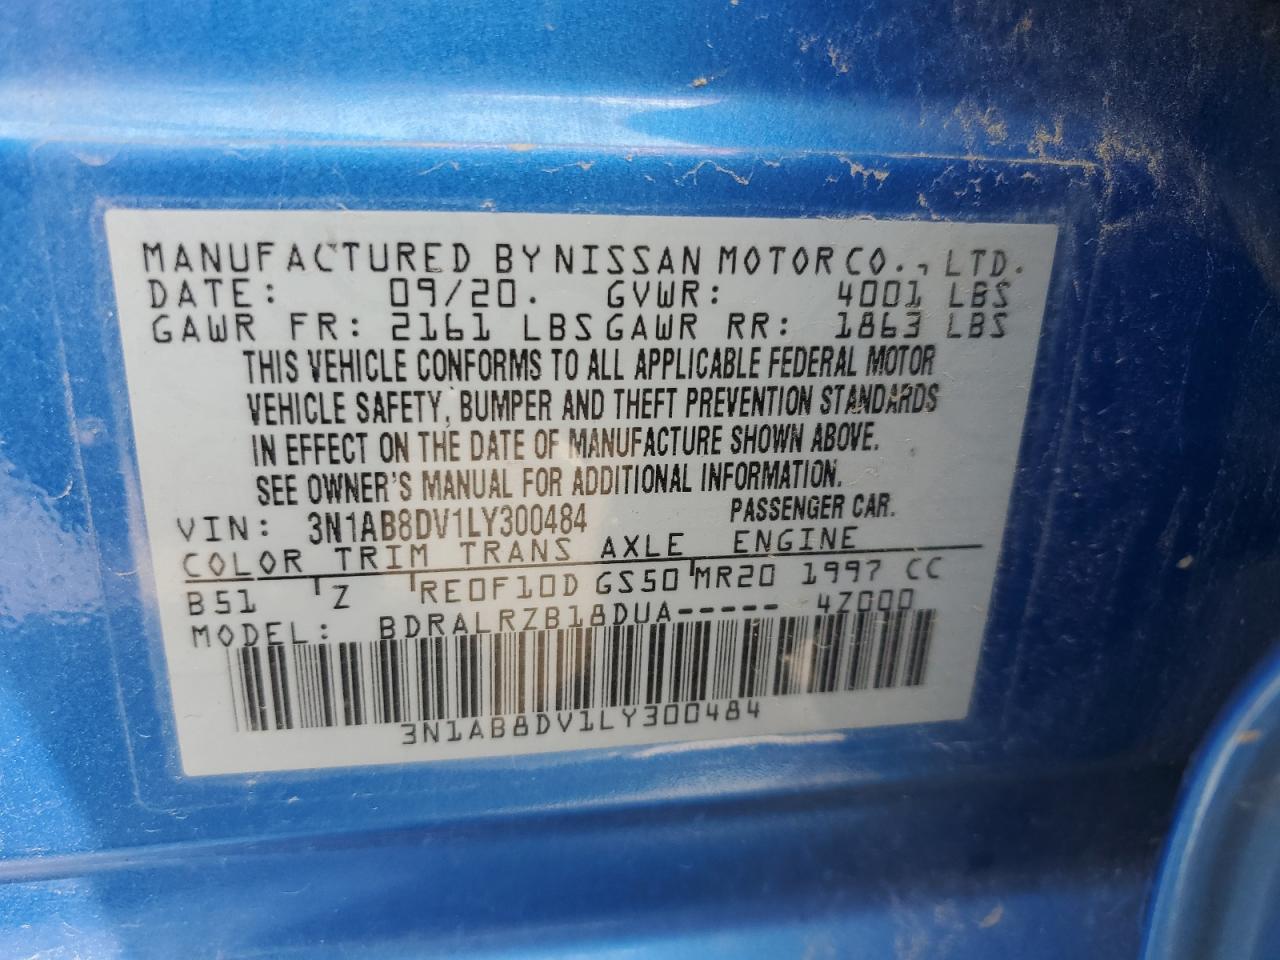 MANUFACTURED BY NISSAN MOTOR CO., LTD.
DATE: 09/20. GVWR: 4001 LBS
GAWR FR: 2161 LBS GAWR RR: 1863 LBS
THIS VEHICLE CONFORMS TO ALL APPLICABLE FEDERAL MOTOR
VEHICLE SAFETY, BUMPER AND THEFT PREVENTION STANDARDS
IN EFFECT ON THE DATE OF MANUFACTURE SHOWN ABOVE.
SEE OWNER'S MANUAL FOR ADDITIONAL INFORMATION.
VIN: 3N1AB8DV1LY300484 PASSENGER CAR.
COLOR TRIM TRANS AXLE ENGINE
B51 Z RE0F10D GS50 MR20 1997 CC
MODEL: BDRALRZB18DUA----- 4Z000
3N1AB8DV1LY300484